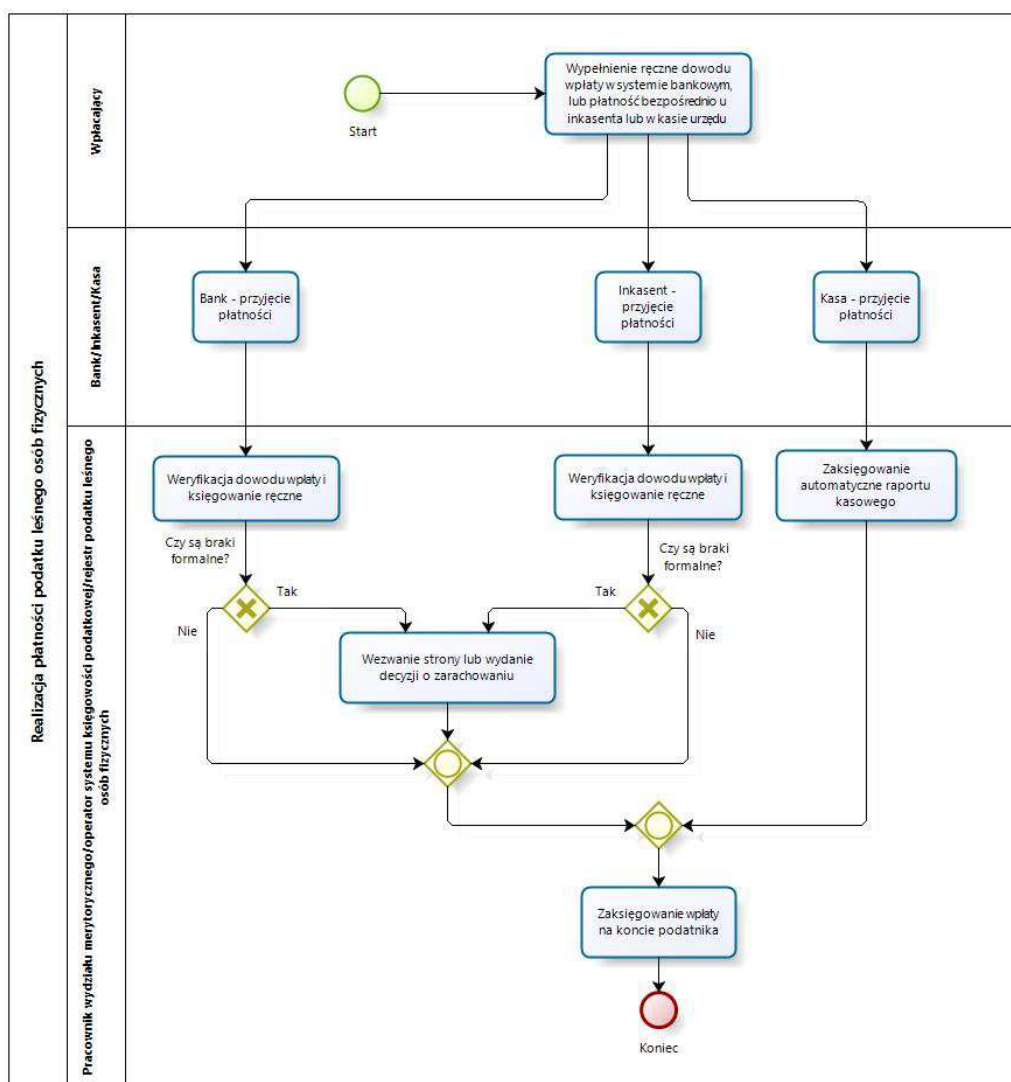 Realizacja płatności podatku leśnego osób fizycznych
Wpłacający
Start
Wypełnienie ręczne dowodu
wpłaty w systemie bankowym,
lub płatność bezpośrednio u
inkasenta lub w kasie urzędu
Bank/Inkasent/Kasa
Bank - przyjęcie
płatności
Inkasent -
przyjęcie
płatności
Kasa - przyjęcie
płatności
Pracownik wydziału merytorycznego/operator systemu księgowości podatkowej/rejestr podatku leśnego
osób fizycznych
Weryfikacja dowodu wpłaty i
księgowanie ręczne
Weryfikacja dowodu wpłaty i
księgowanie ręczne
Zaksięgowanie
automatyczne raportu
kasowego
Czy są braki
formalne?
Czy są braki
formalne?
Tak
Tak
Nie
Nie
Wezwanie strony lub wydanie
decyzji o zarachowaniu
Zaksięgowanie wpłaty
na koncie podatnika
Koniec